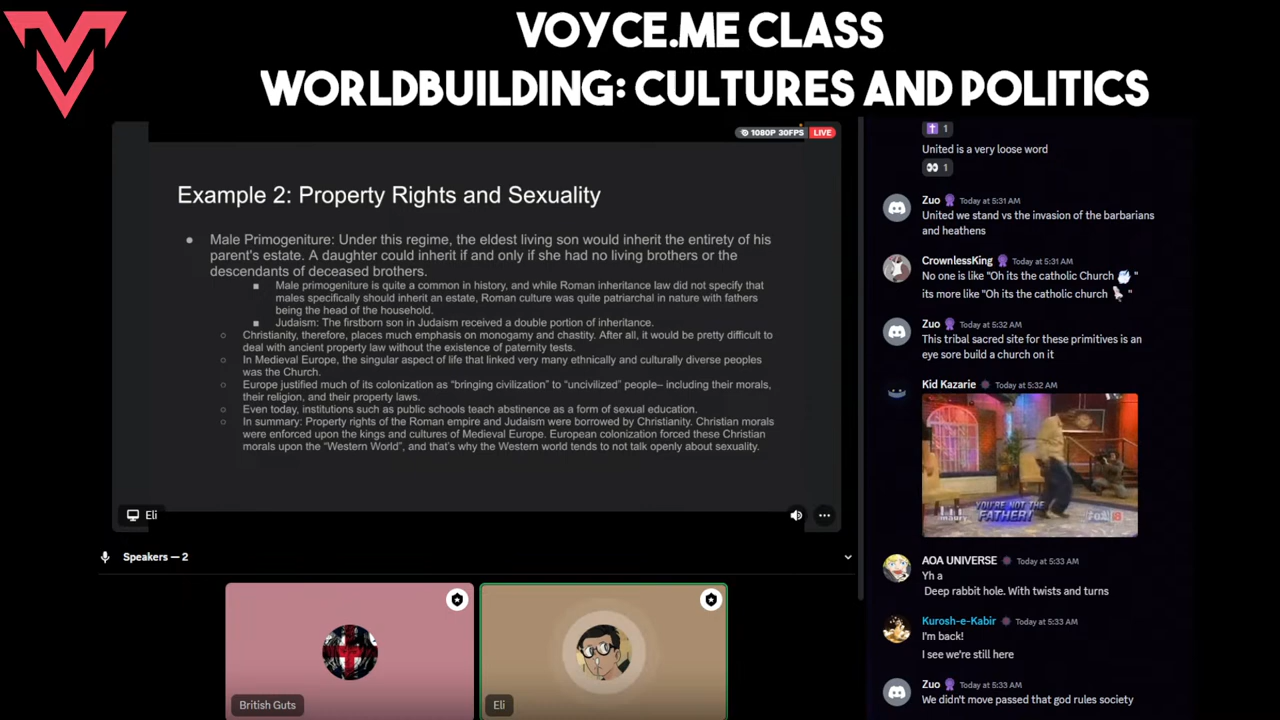 VOYCE.ME CLASS
WORLDBUILDING: CULTURES AND POLITICS
1080P 30FPS LIVE
Example 2: Property Rights and Sexuality
Male Primogeniture: Under this regime, the eldest living son would inherit the entirety of his
parent's estate. A daughter could inherit if and only if she had no living brothers or the
descendants of deceased brothers.
Male primogeniture is quite a common in history, and while Roman inheritance law did not specify that
males specifically should inherit an estate, Roman culture was quite patriarchal in nature with fathers
being the head of the household.
Judaism: The firstborn son in Judaism received a double portion of inheritance.
Christianity, therefore, places much emphasis on monogamy and chastity. After all, it would be pretty difficult to
deal with ancient property law without the existence of paternity tests.
In Medieval Europe, the singular aspect of life that linked very many ethnically and culturally diverse peoples
was the Church.
Europe justified much of its colonization as “bringing civilization” to “uncivilized” people– including their morals,
their religion, and their property laws.
Even today, institutions such as public schools teach abstinence as a form of sexual education.
In summary: Property rights of the Roman empire and Judaism were borrowed by Christianity. Christian morals
were enforced upon the kings and cultures of Medieval Europe. European colonization forced these Christian
morals upon the “Western World”, and that’s why the Western world tends to not talk openly about sexuality.
Eli
Speakers — 2
British Guts
Eli
1
United is a very loose word
1
Zuo Today at 5:31 AM
United we stand vs the invasion of the barbarians
and heathens
CrownlessKing Today at 5:31 AM
No one is like "Oh its the catholic Church "
its more like "Oh its the catholic church "
Zuo Today at 5:32 AM
This tribal sacred site for these primitives is an
eye sore build a church on it
Kid Kazarie Today at 5:32 AM
YOU'RE NOT THE
FATHER!
maury
AOA UNIVERSE Today at 5:33 AM
Yh a
Deep rabbit hole. With twists and turns
Kurosh-e-Kabir Today at 5:33 AM
I'm back!
I see we're still here
Zuo Today at 5:33 AM
We didn't move passed that god rules society